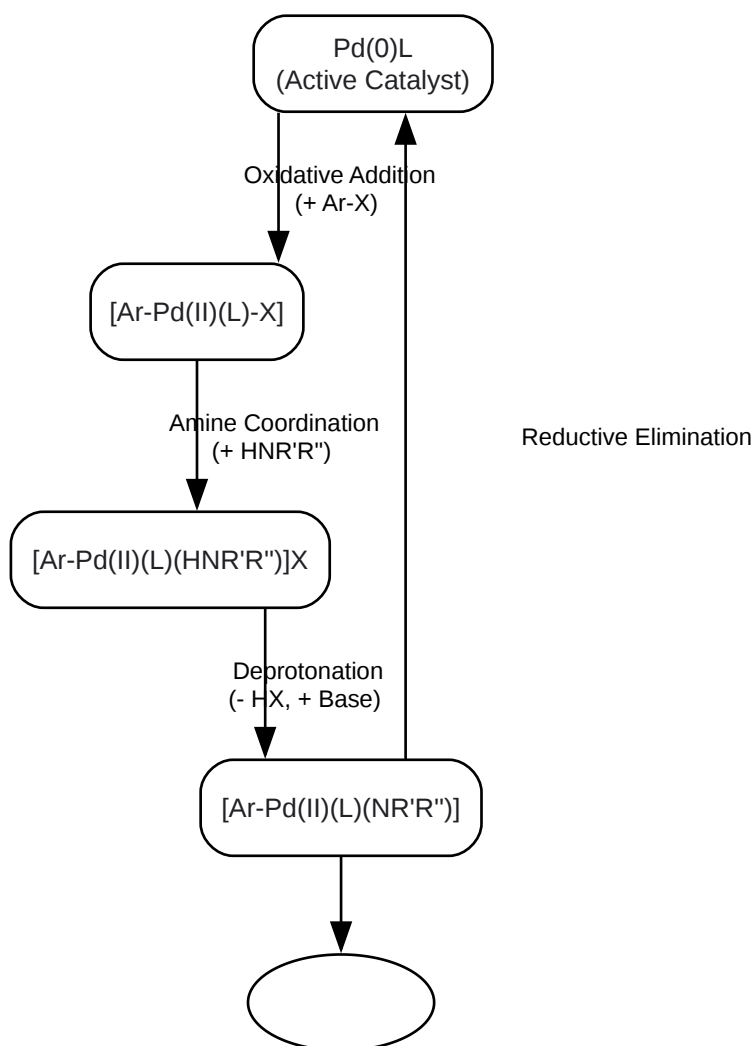 Pd(0)L
(Active Catalyst)
Oxidative Addition
(+ Ar-X)
[Ar-Pd(II)(L)-X]
Amine Coordination
(+ HNR'R")
Reductive Elimination
[Ar-Pd(II)(L)(HNR'R")]X
Deprotonation
(- HX, + Base)
[Ar-Pd(II)(L)(NR'R")]